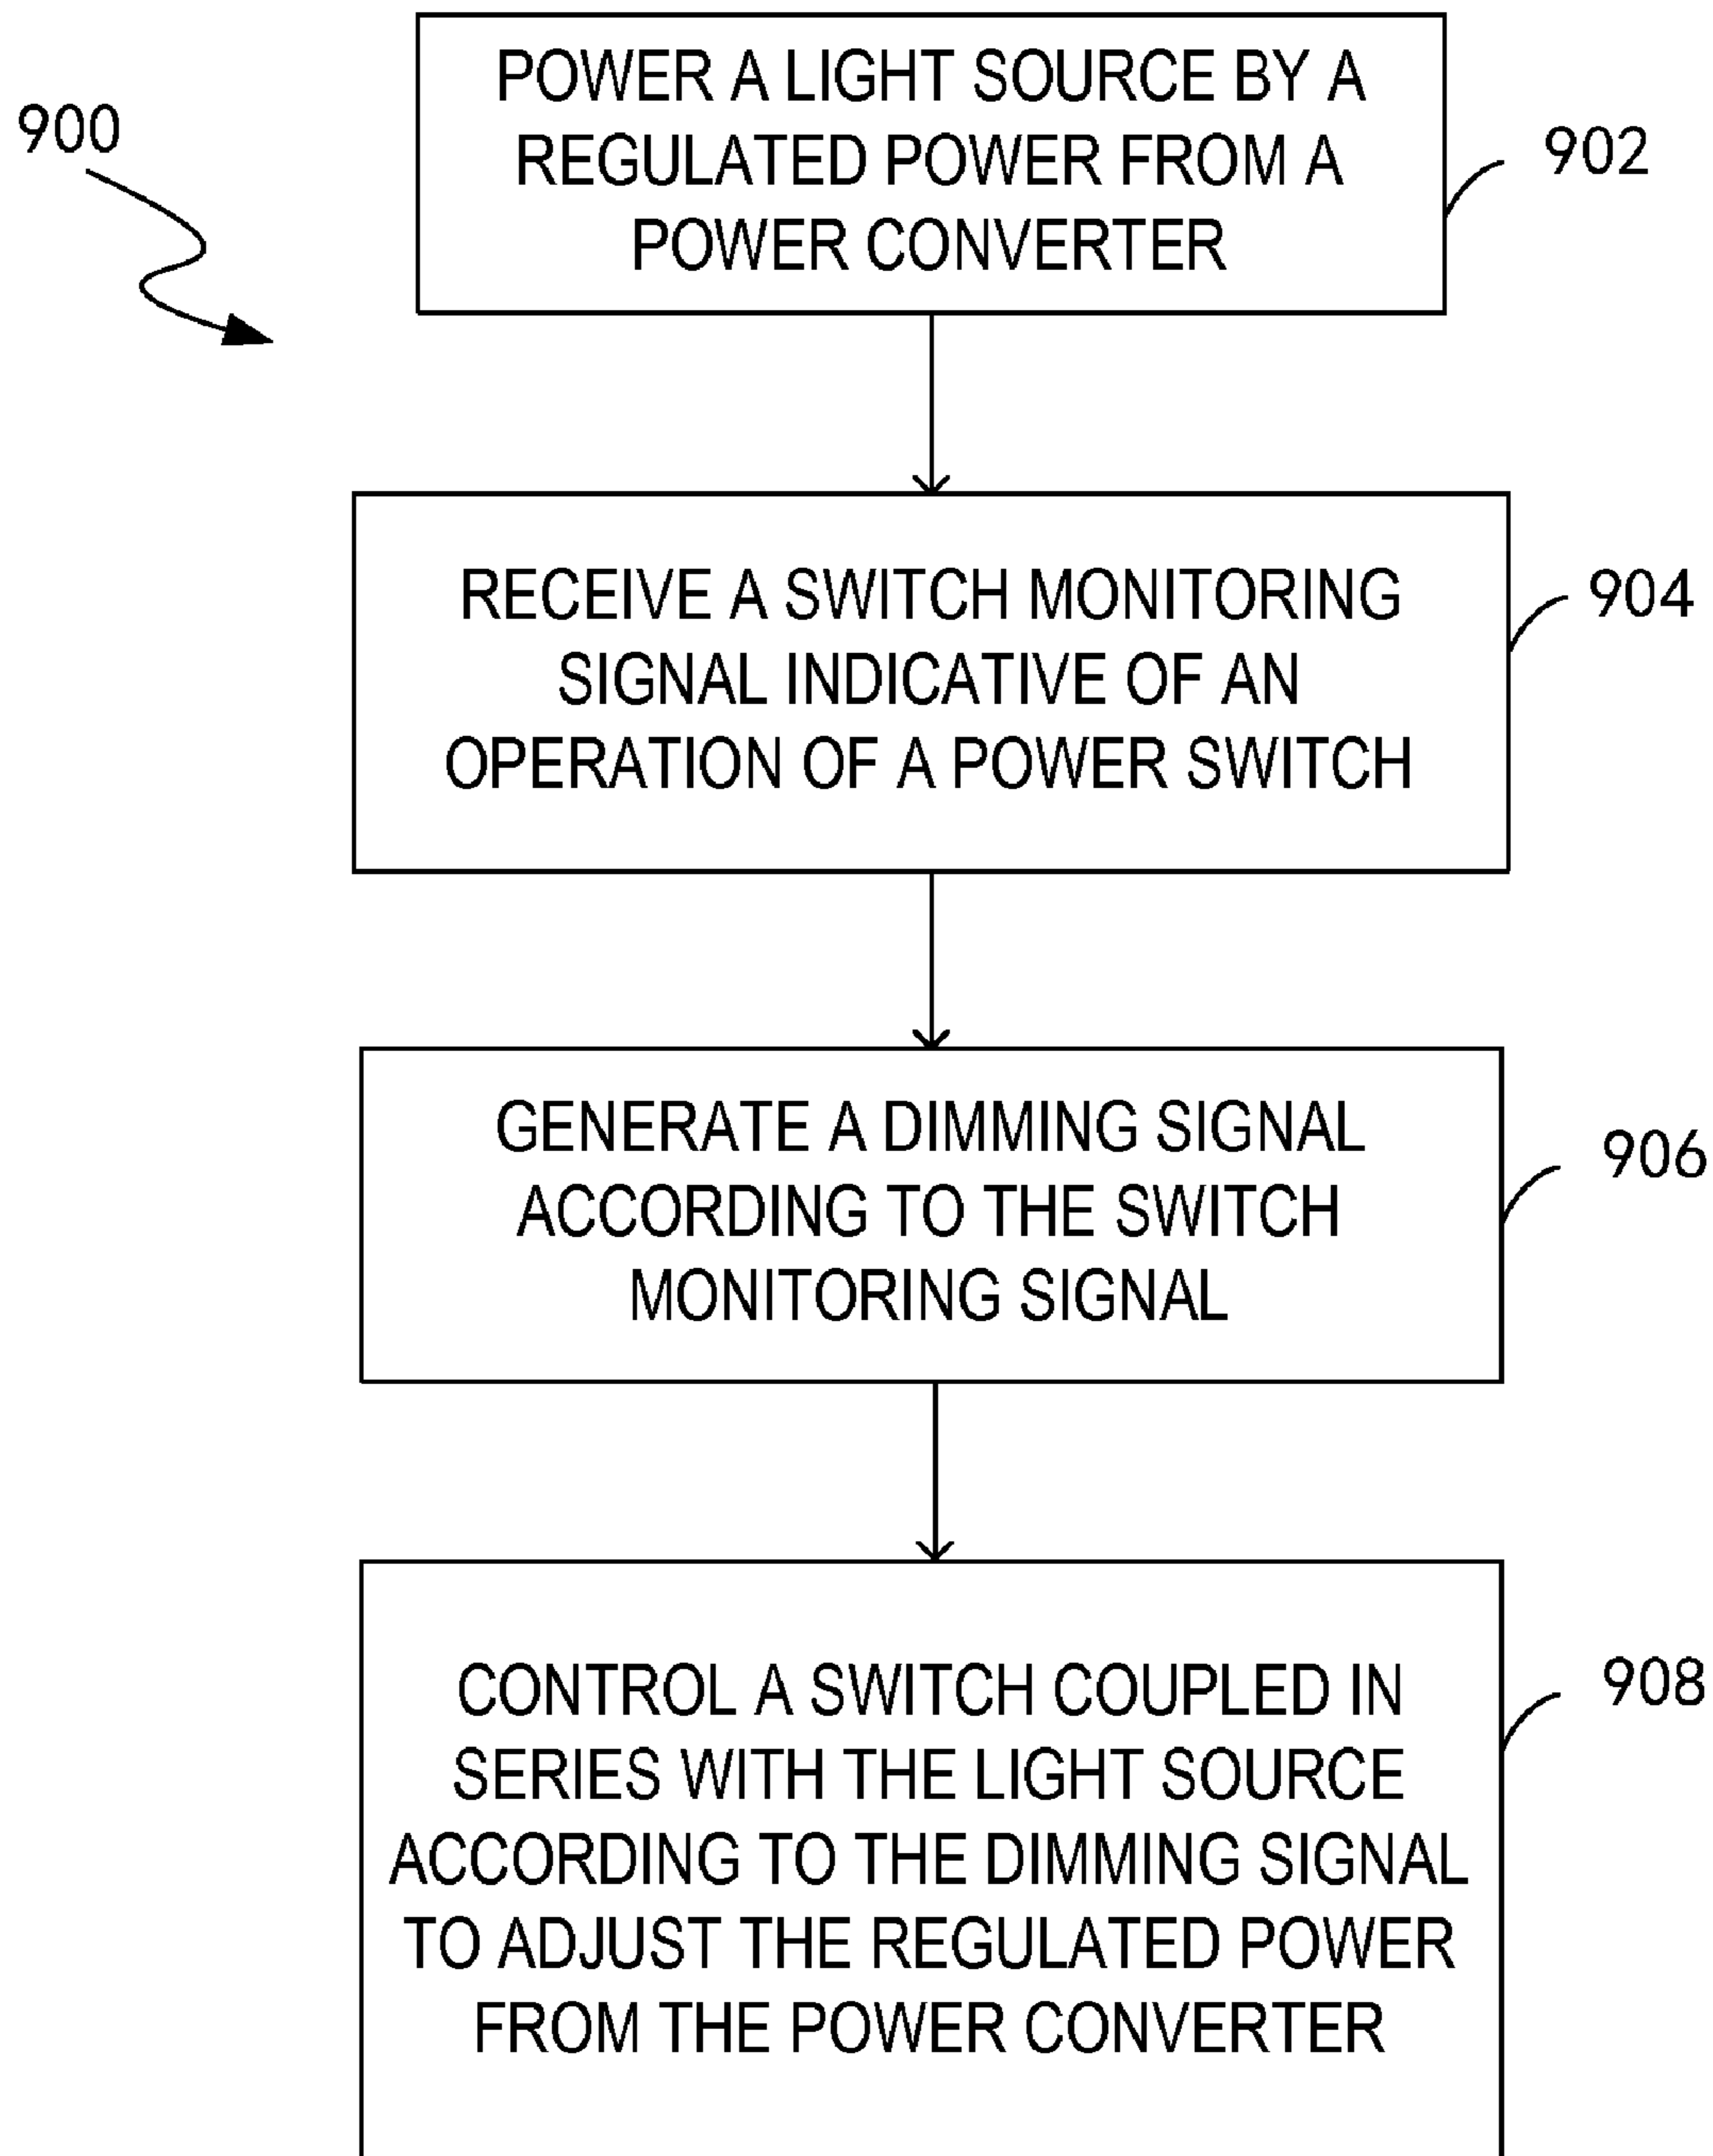 900
POWER A LIGHT SOURCE BY A
REGULATED POWER FROM A
POWER CONVERTER
902
RECEIVE A SWITCH MONITORING
SIGNAL INDICATIVE OF AN
OPERATION OF A POWER SWITCH
904
GENERATE A DIMMING SIGNAL
ACCORDING TO THE SWITCH
MONITORING SIGNAL
906
CONTROL A SWITCH COUPLED IN
SERIES WITH THE LIGHT SOURCE
ACCORDING TO THE DIMMING SIGNAL
TO ADJUST THE REGULATED POWER
FROM THE POWER CONVERTER
908